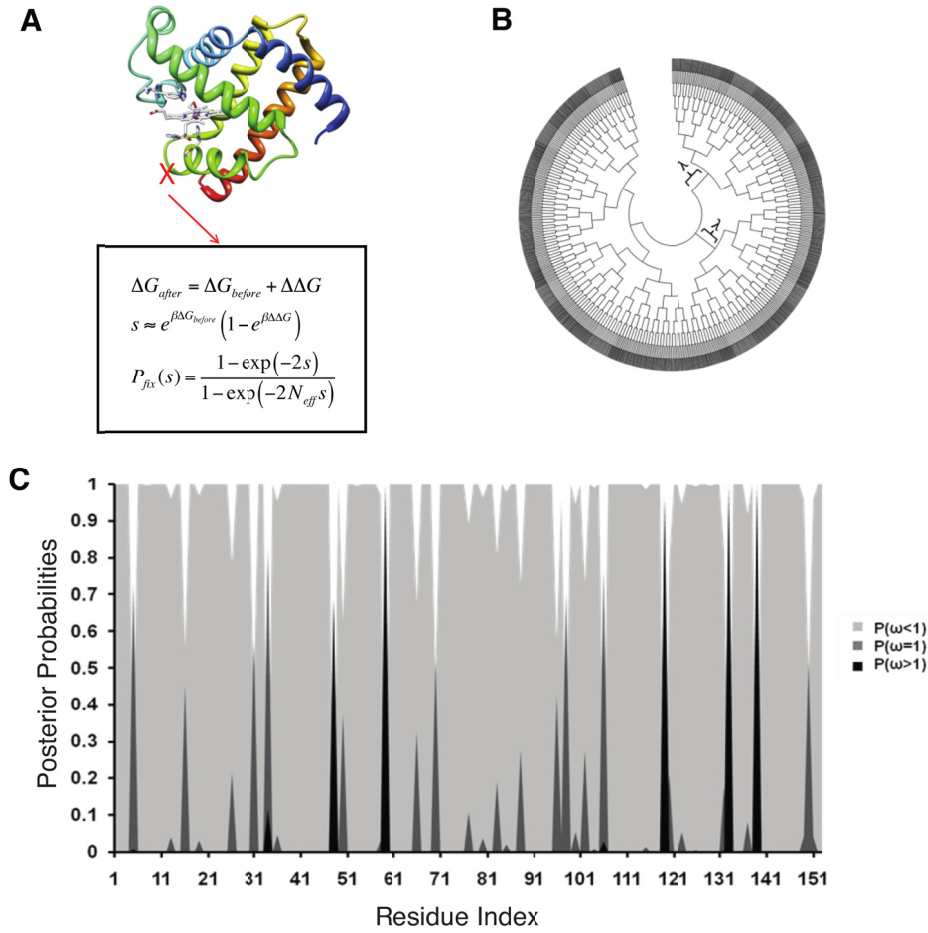 A
B
X
ΔG_after = ΔG_before + ΔΔG
s ≈ e^{βΔG_before} (1 − e^{βΔΔG})
P_fix(s) = (1 − exp(−2s)) / (1 − exp(−2N_eff s))
C
1
0.9
0.8
0.7
0.6
0.5
0.4
0.3
0.2
0.1
0
Posterior Probabilities
1 11 21 31 41 51 61 71 81 91 101 111 121 131 141 151
Residue Index
P(ω<1)
P(ω=1)
P(ω>1)